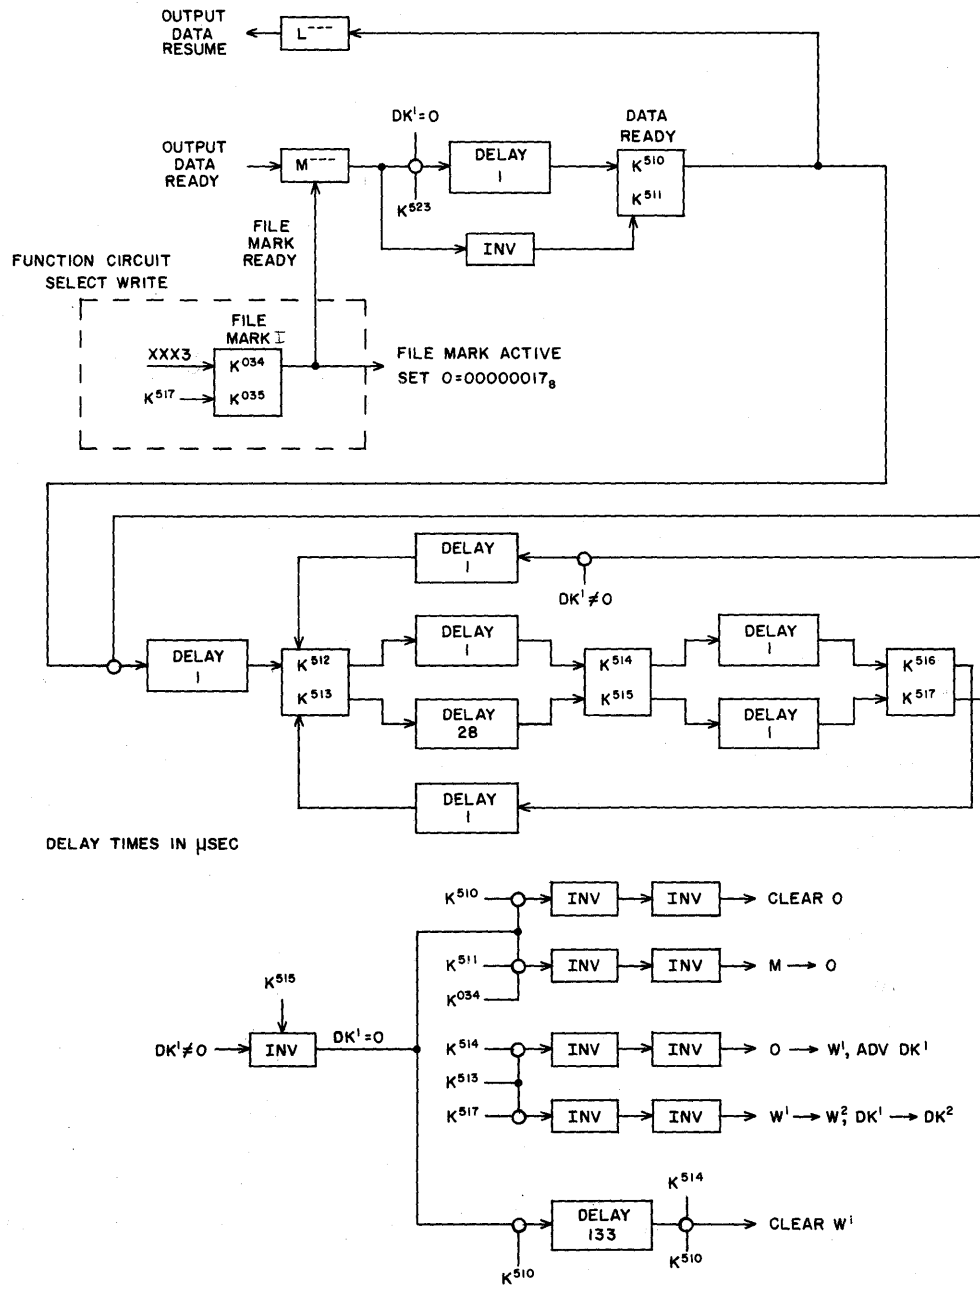 OUTPUT
DATA
RESUME
L---
DK¹=0
DATA
READY
OUTPUT
DATA
READY
M---
DELAY
1
K⁵¹⁰
K⁵¹¹
K⁵²³
FILE
MARK
READY
INV
FUNCTION CIRCUIT
SELECT WRITE
FILE
MARK I
XXX3
K⁰³⁴
K⁵¹⁷
K⁰³⁵
FILE MARK ACTIVE
SET O=00000017₈
DELAY
1
DK¹≠0
DELAY
1
K⁵¹²
K⁵¹³
DELAY
1
DELAY
28
K⁵¹⁴
K⁵¹⁵
DELAY
1
DELAY
1
K⁵¹⁶
K⁵¹⁷
DELAY
1
DELAY TIMES IN μSEC
K⁵¹⁰
INV
INV
CLEAR O
K⁵¹¹
K⁰³⁴
INV
INV
M → O
K⁵¹⁵
DK¹≠0
INV
DK¹=0
K⁵¹⁴
INV
INV
O → W¹, ADV DK¹
K⁵¹³
K⁵¹⁷
INV
INV
W¹ → W², DK¹ → DK²
K⁵¹⁴
DELAY
133
CLEAR W¹
K⁵¹⁰
K⁵¹⁰